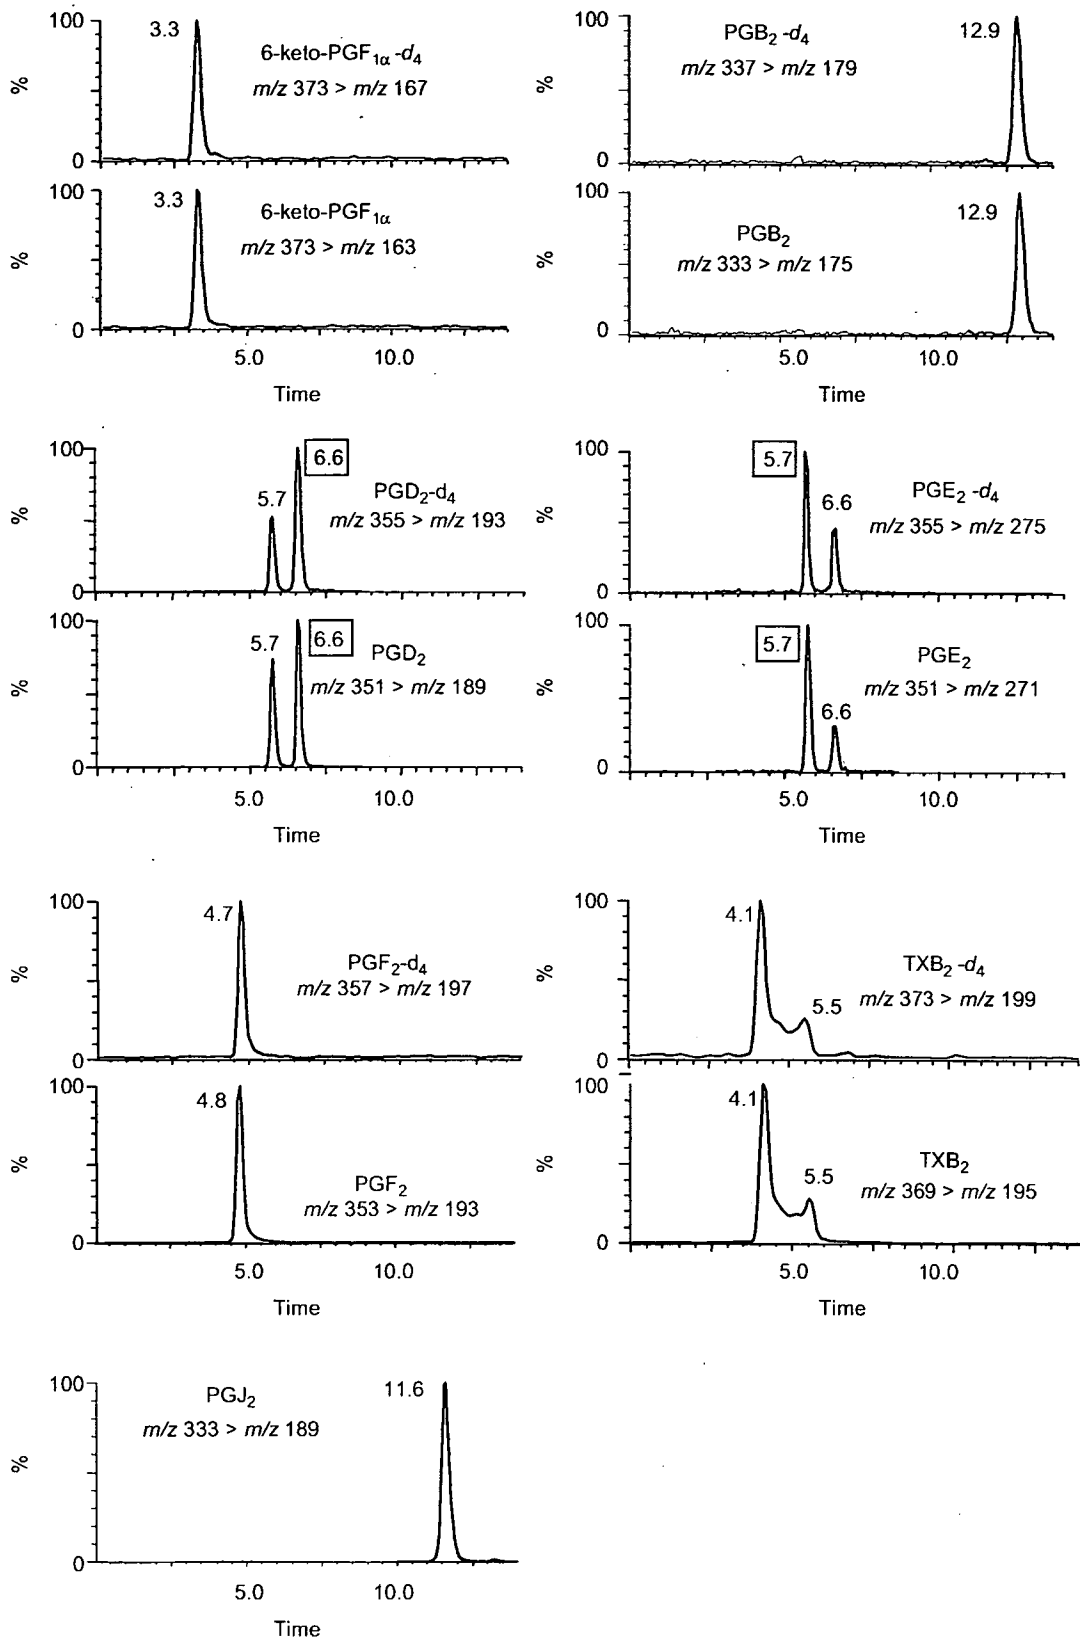 100
3.3
6-keto-PGF1α-d4
m/z 373 > m/z 167
%
0
100
3.3
6-keto-PGF1α
m/z 373 > m/z 163
%
0
5.0 10.0
Time
100
12.9
PGB2-d4
m/z 337 > m/z 179
%
0
100
12.9
PGB2
m/z 333 > m/z 175
%
0
5.0 10.0
Time
100
5.7
6.6
PGD2-d4
m/z 355 > m/z 193
%
0
100
5.7
6.6
PGD2
m/z 351 > m/z 189
%
0
5.0 10.0
Time
100
5.7
6.6
PGE2-d4
m/z 355 > m/z 275
%
0
100
5.7
6.6
PGE2
m/z 351 > m/z 271
%
0
5.0 10.0
Time
100
4.7
PGF2-d4
m/z 357 > m/z 197
%
0
100
4.8
PGF2
m/z 353 > m/z 193
%
0
5.0 10.0
Time
100
4.1
5.5
TXB2-d4
m/z 373 > m/z 199
%
0
100
4.1
5.5
TXB2
m/z 369 > m/z 195
%
0
5.0 10.0
Time
100
11.6
PGJ2
m/z 333 > m/z 189
%
0
5.0 10.0
Time